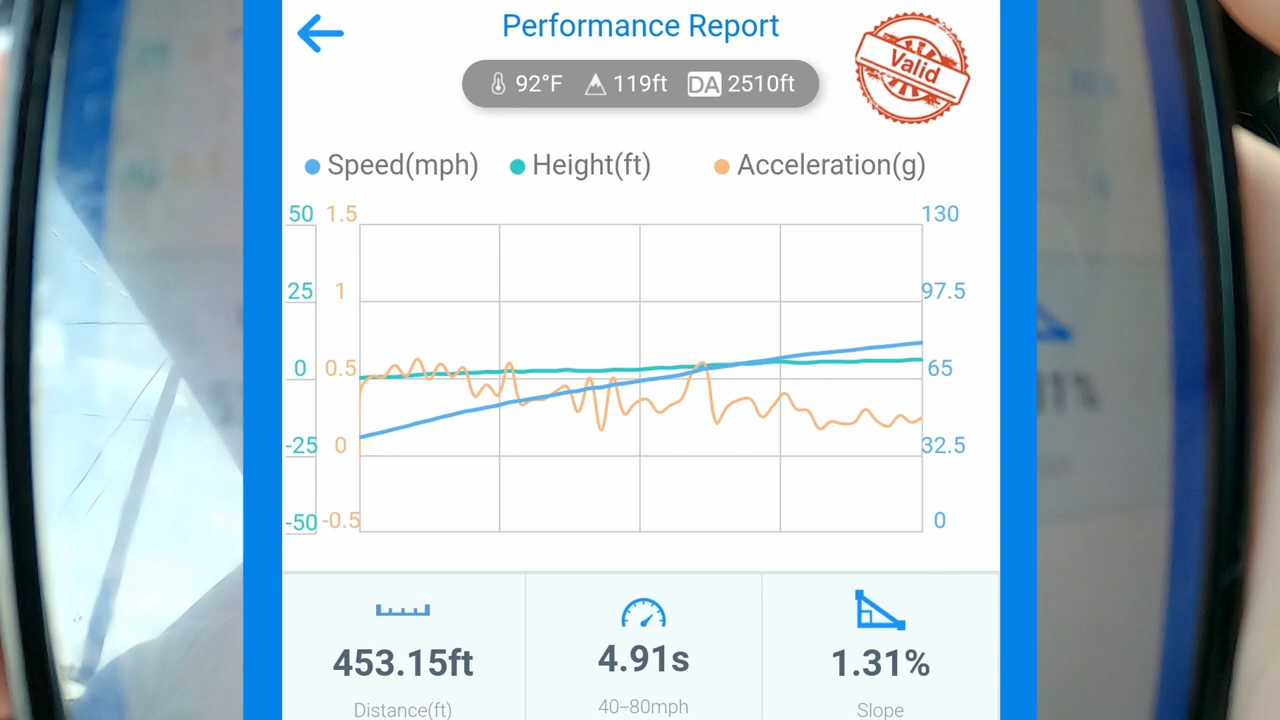 Performance Report
92°F 119ft DA 2510ft
Valid
Speed(mph) Height(ft) Acceleration(g)
50 1.5 130
25 1 97.5
0 0.5 65
-25 0 32.5
-50 -0.5 0
453.15ft 4.91s 1.31%
Distance(ft) 40–80mph Slope